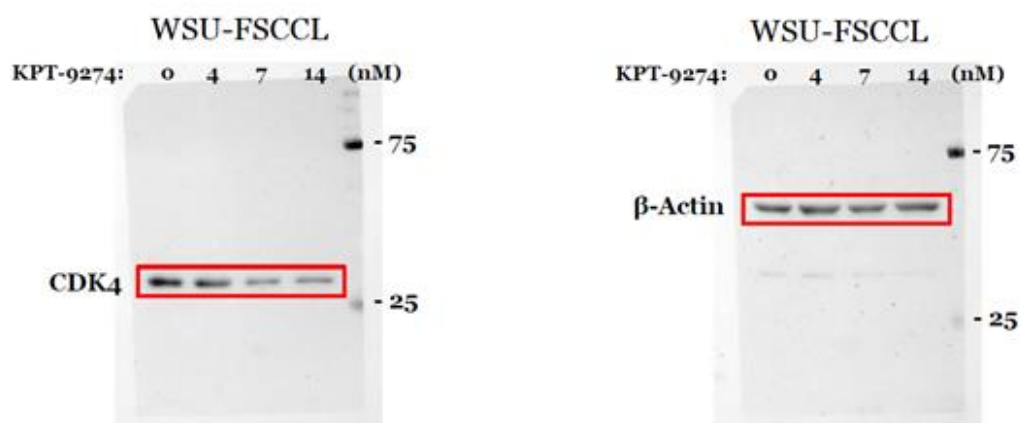 WSU-FSCCL
KPT-9274: 0 4 7 14 (nM)
- 75
CDK4
- 25
WSU-FSCCL
KPT-9274: 0 4 7 14 (nM)
- 75
β-Actin
- 25